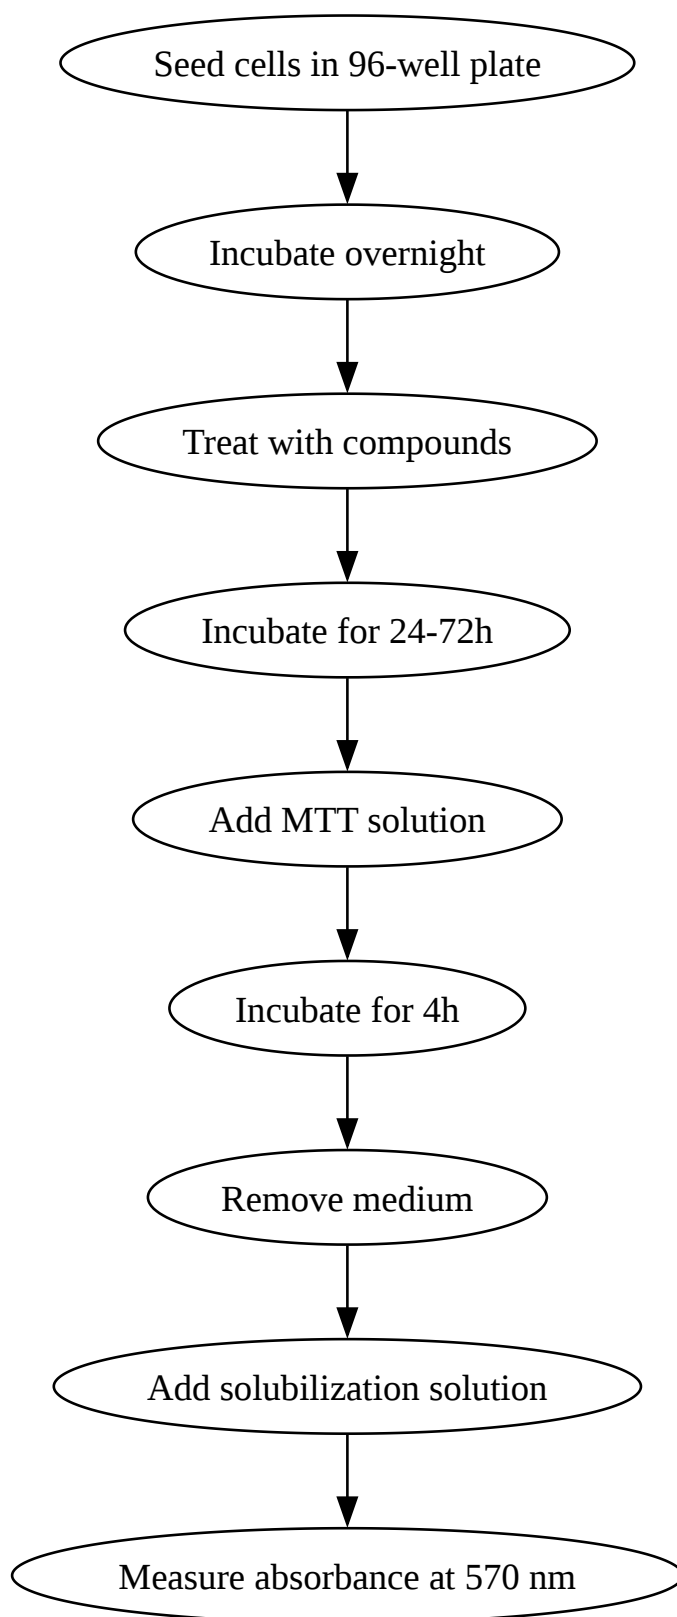 Seed cells in 96-well plate
Incubate overnight
Treat with compounds
Incubate for 24-72h
Add MTT solution
Incubate for 4h
Remove medium
Add solubilization solution
Measure absorbance at 570 nm